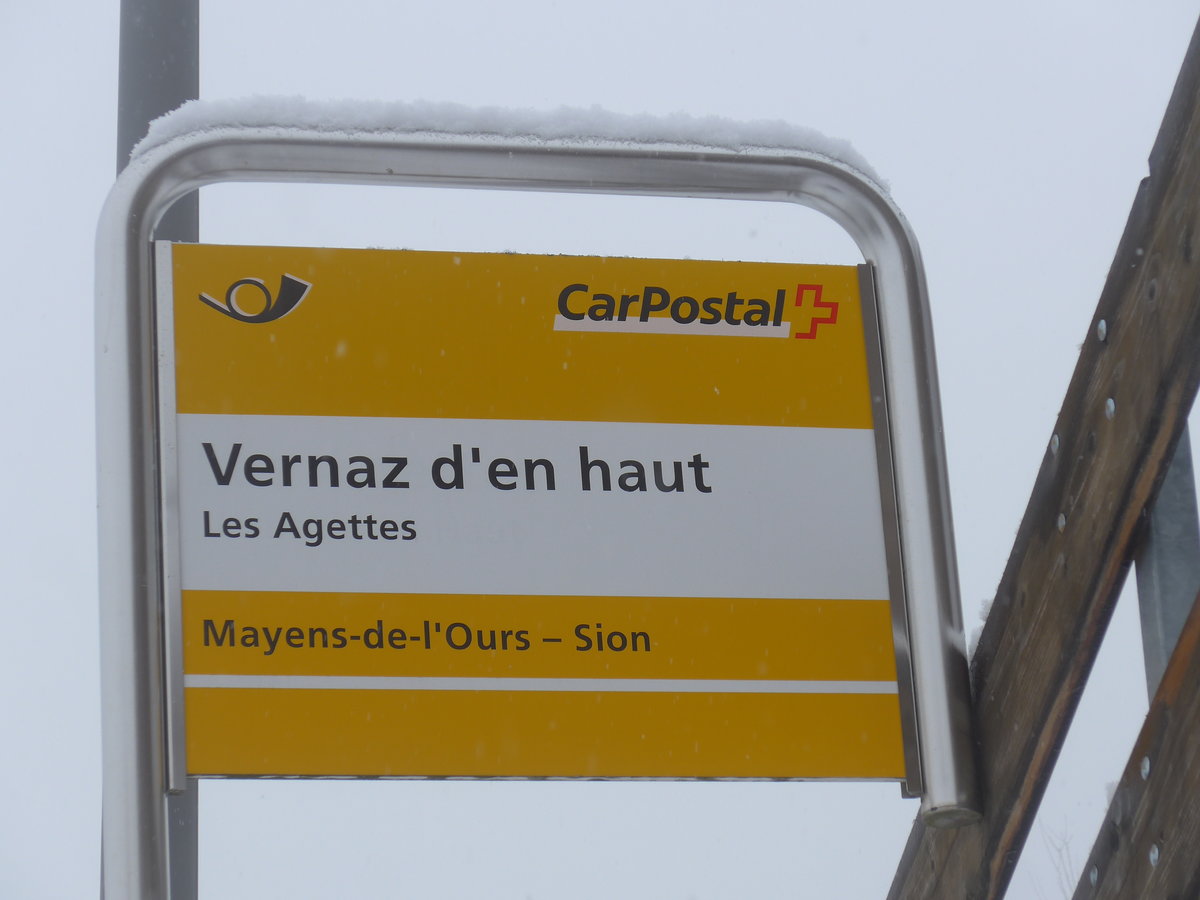 CarPostal
Vernaz d'en haut
Les Agettes
Mayens-de-l'Ours – Sion